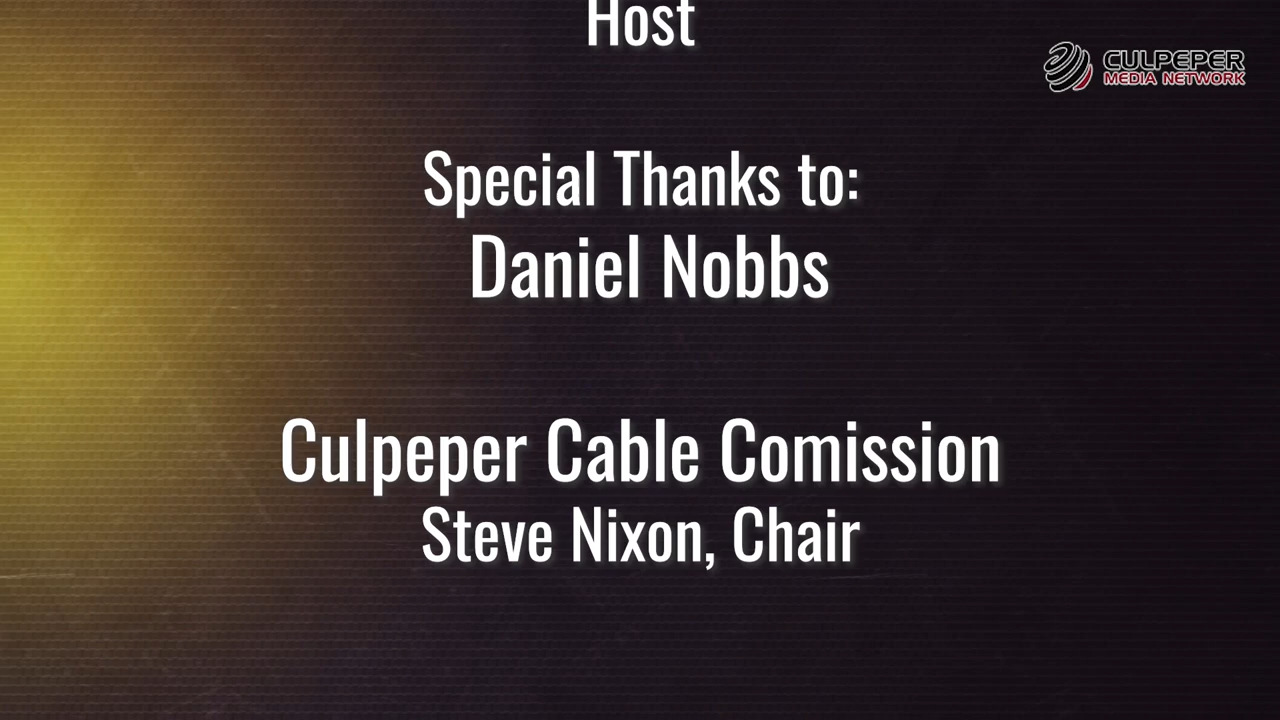 Host
CULPEPER
MEDIA NETWORK
Special Thanks to:
Daniel Nobbs
Culpeper Cable Comission
Steve Nixon, Chair